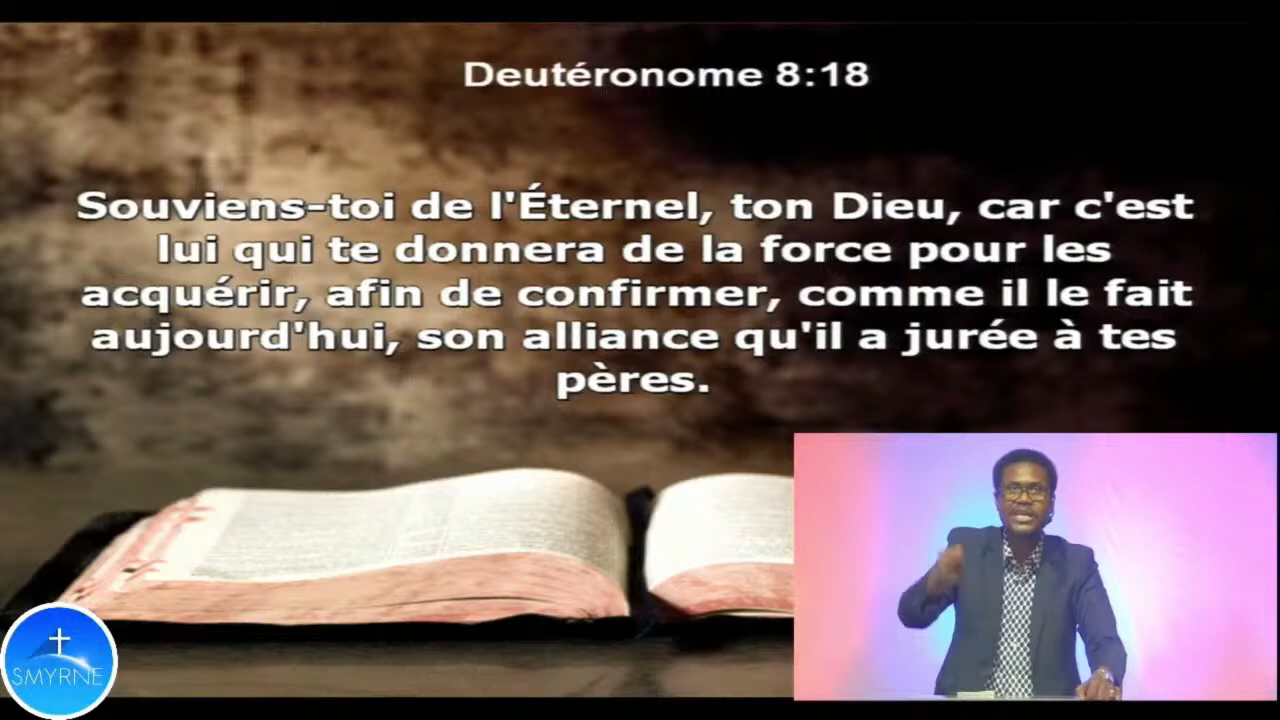 Deutéronome 8:18
Souviens-toi de l'Éternel, ton Dieu, car c'est
lui qui te donnera de la force pour les
acquérir, afin de confirmer, comme il le fait
aujourd'hui, son alliance qu'il a jurée à tes
pères.
SMYRNE